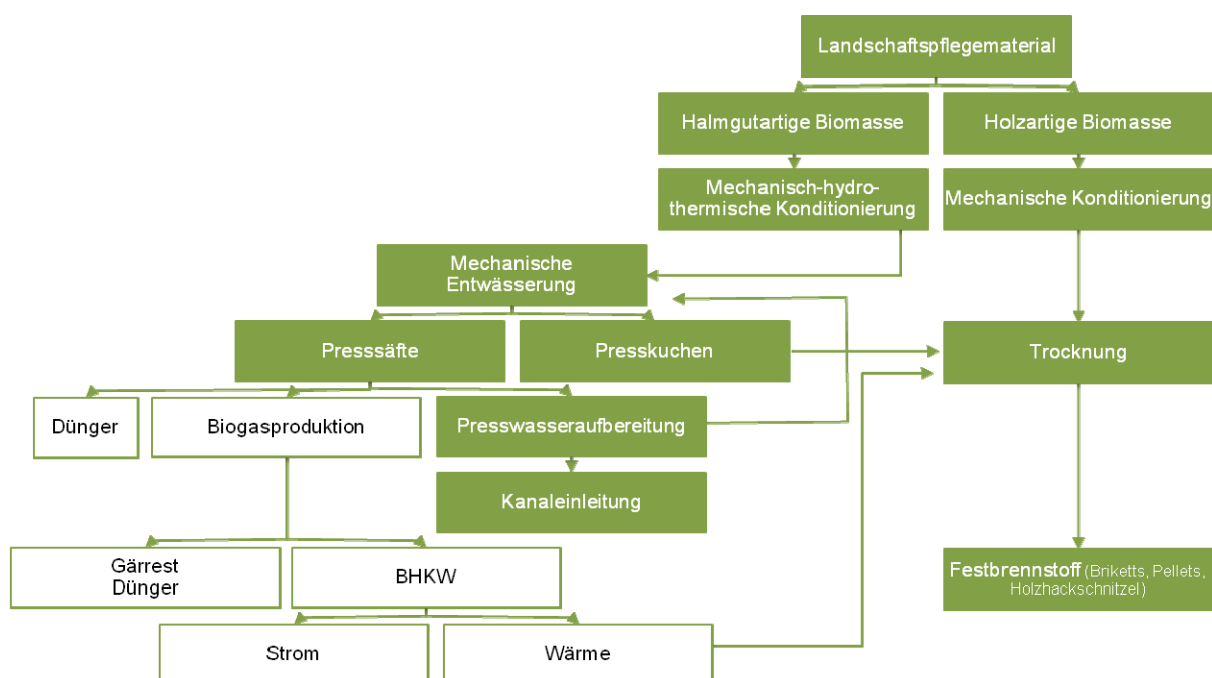 Landschaftspflegematerial
Halmgutartige Biomasse
Holzartige Biomasse
Mechanisch-hydro-
thermische Konditionierung
Mechanische Konditionierung
Mechanische
Entwässerung
Presssäfte
Presskuchen
Trocknung
Dünger
Biogasproduktion
Presswasseraufbereitung
Kanaleinleitung
Gärrest
Dünger
BHKW
Festbrennstoff (Briketts, Pellets,
Holzhackschnitzel)
Strom
Wärme